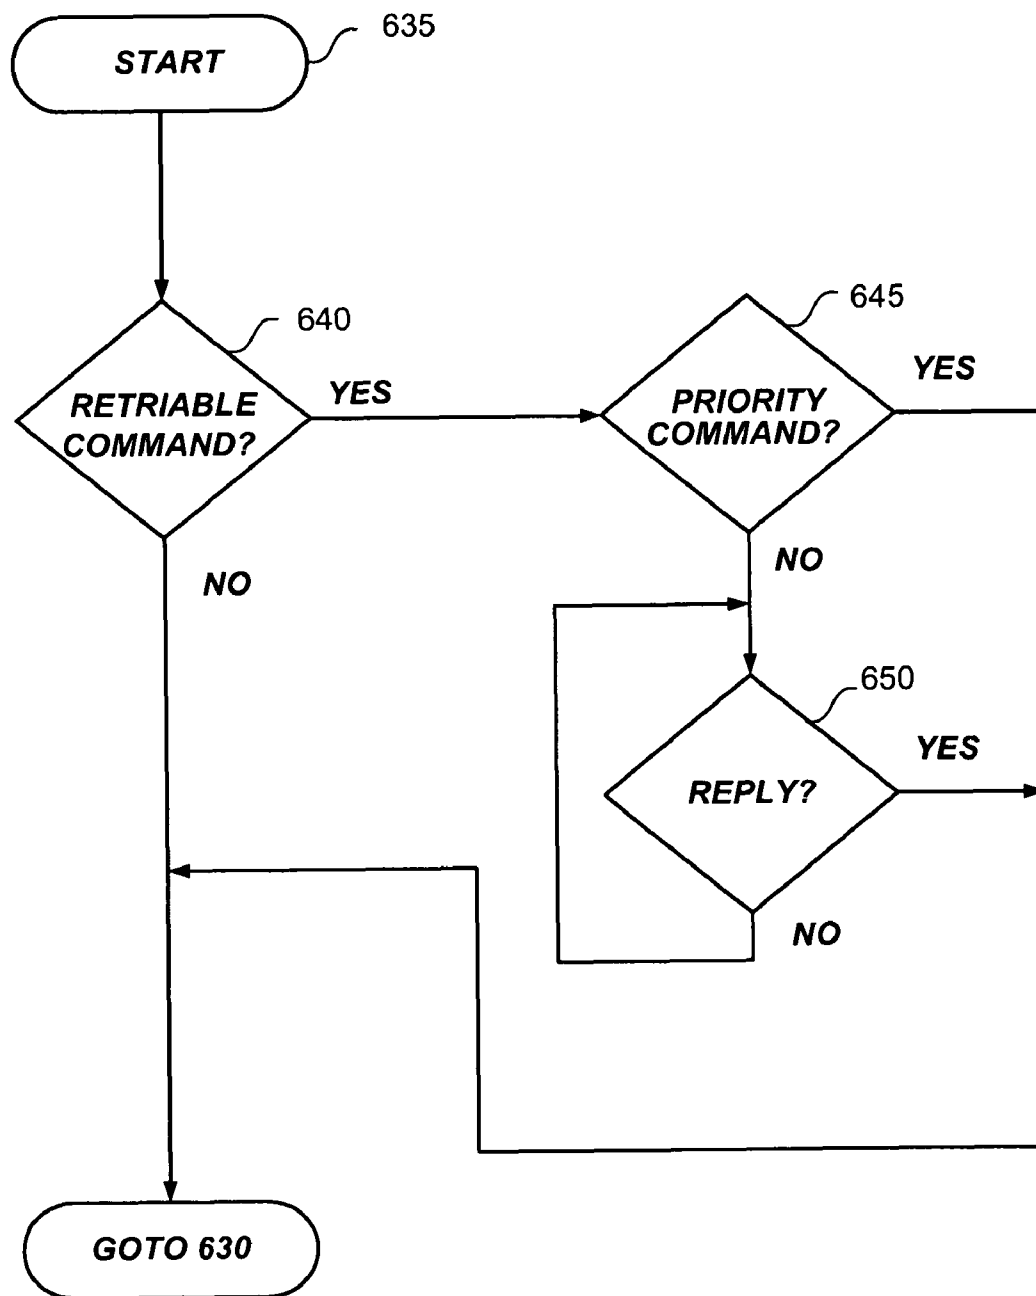 START
635
640
RETRIABLE
COMMAND?
YES
NO
645
PRIORITY
COMMAND?
YES
NO
650
REPLY?
YES
NO
GOTO 630